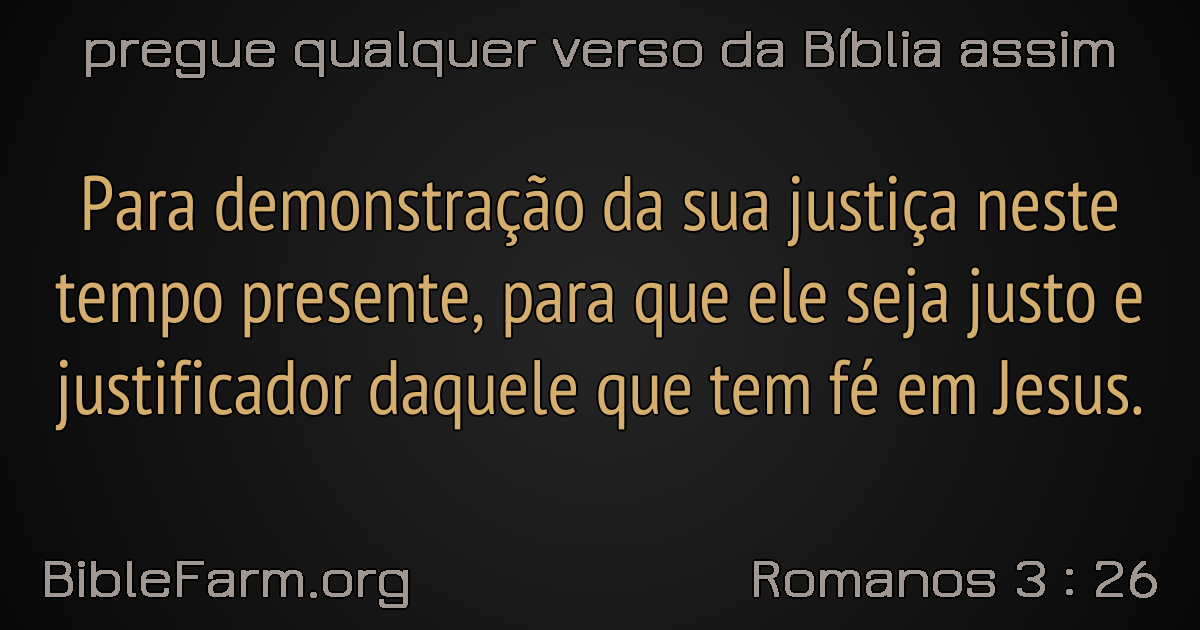 pregue qualquer verso da Bíblia assim
Para demonstração da sua justiça neste
tempo presente, para que ele seja justo e
justificador daquele que tem fé em Jesus.
BibleFarm.org
Romanos 3 : 26